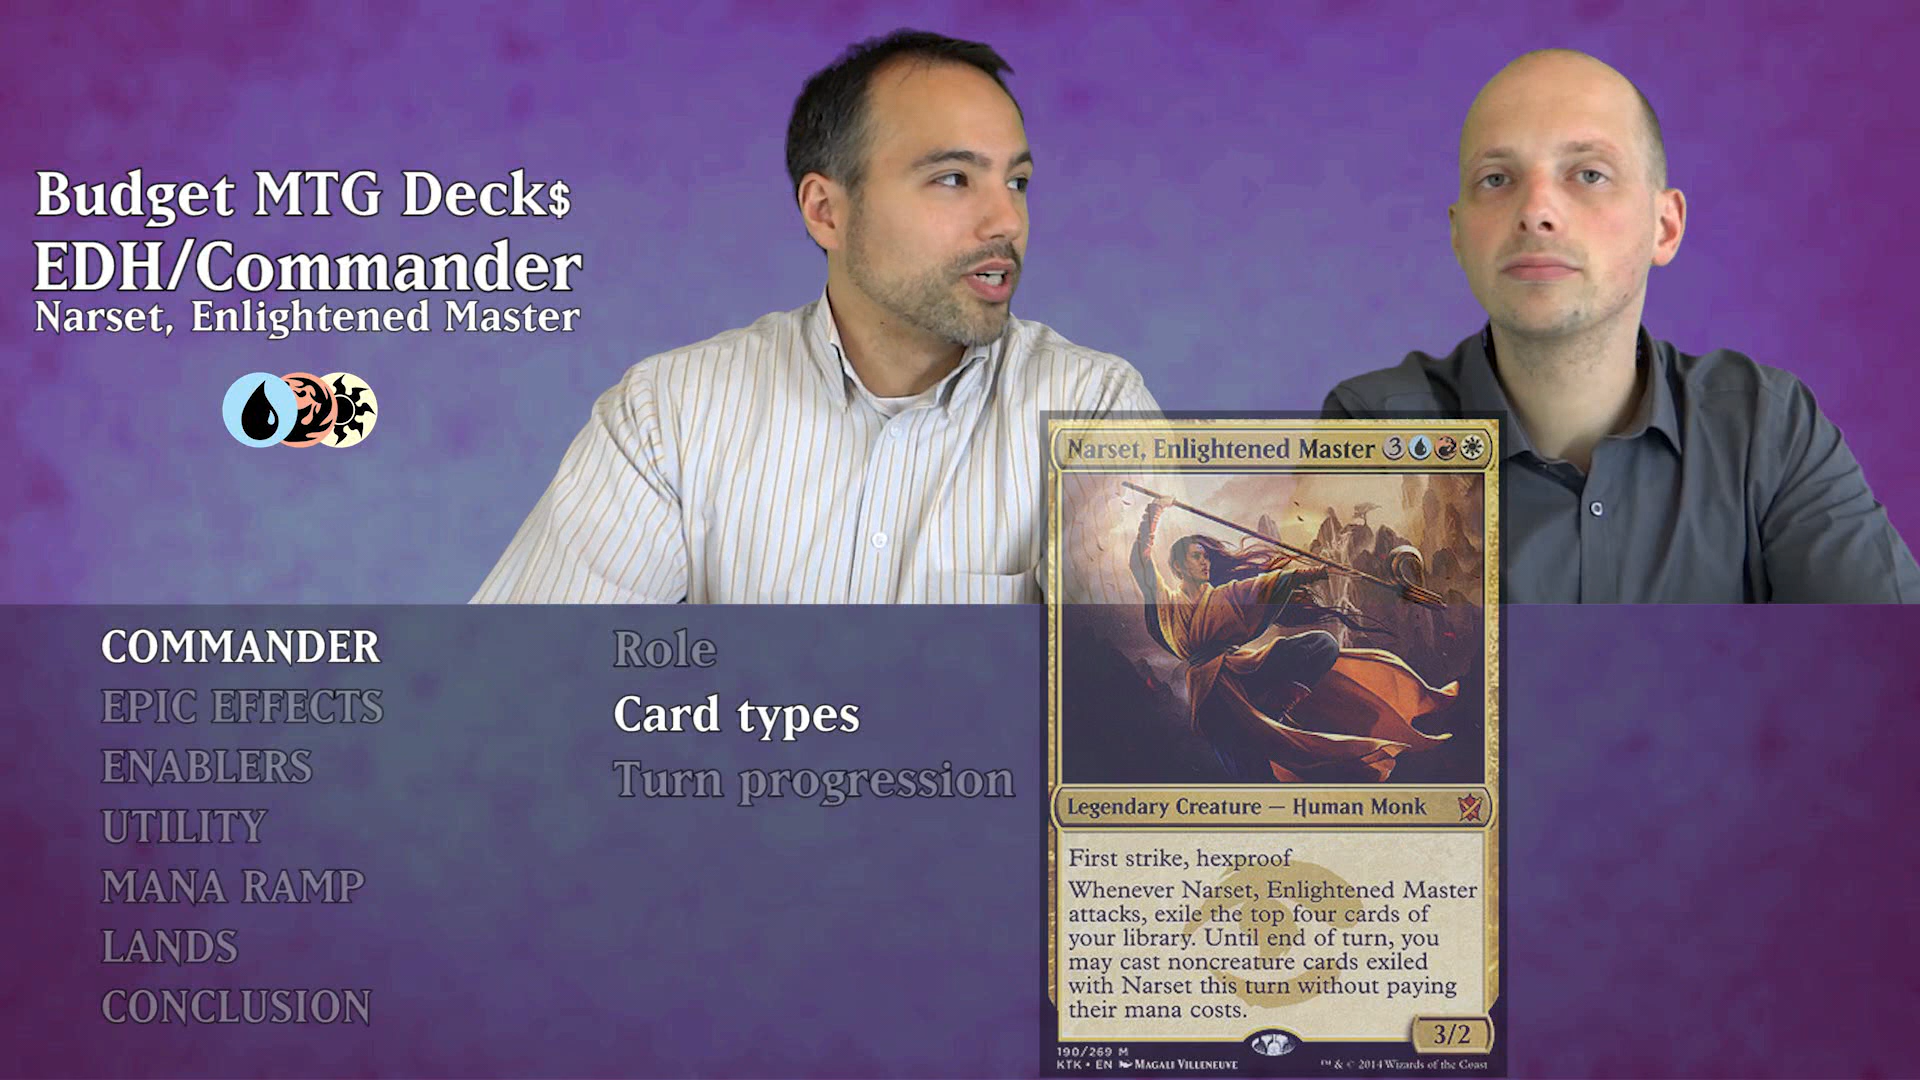 Budget MTG Deck$
EDH/Commander
Narset, Enlightened Master
COMMANDER
EPIC EFFECTS
ENABLERS
UTILITY
MANA RAMP
LANDS
CONCLUSION
Role
Card types
Turn progression
Narset, Enlightened Master 3
Legendary Creature — Human Monk
First strike, hexproof
Whenever Narset, Enlightened Master
attacks, exile the top four cards of
your library. Until end of turn, you
may cast noncreature cards exiled
with Narset this turn without paying
their mana costs.
3/2
190/269 M
KTK • EN MAGALI VILLENEUVE
™ & © 2014 Wizards of the Coast